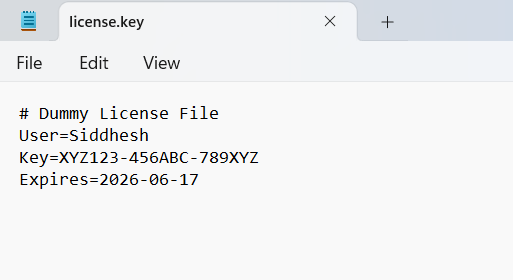 license.key
File Edit View
# Dummy License File
User=Siddhesh
Key=XYZ123-456ABC-789XYZ
Expires=2026-06-17